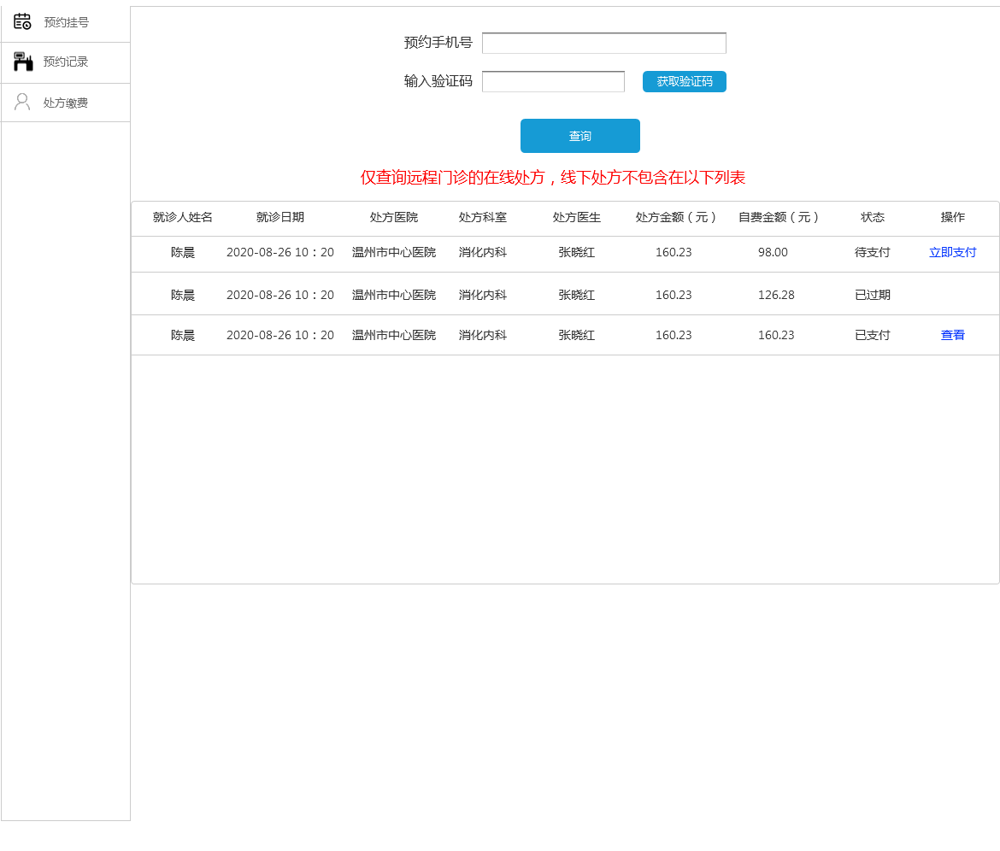 预约挂号
预约记录
处方缴费
预约手机号
输入验证码 获取验证码
查询
仅查询远程门诊的在线处方，线下处方不包含在以下列表
就诊人姓名 就诊日期 处方医院 处方科室 处方医生 处方金额（元） 自费金额（元） 状态 操作
陈晨 2020-08-26 10：20 温州市中心医院 消化内科 张晓红 160.23 98.00 待支付 立即支付
陈晨 2020-08-26 10：20 温州市中心医院 消化内科 张晓红 160.23 126.28 已过期
陈晨 2020-08-26 10：20 温州市中心医院 消化内科 张晓红 160.23 160.23 已支付 查看